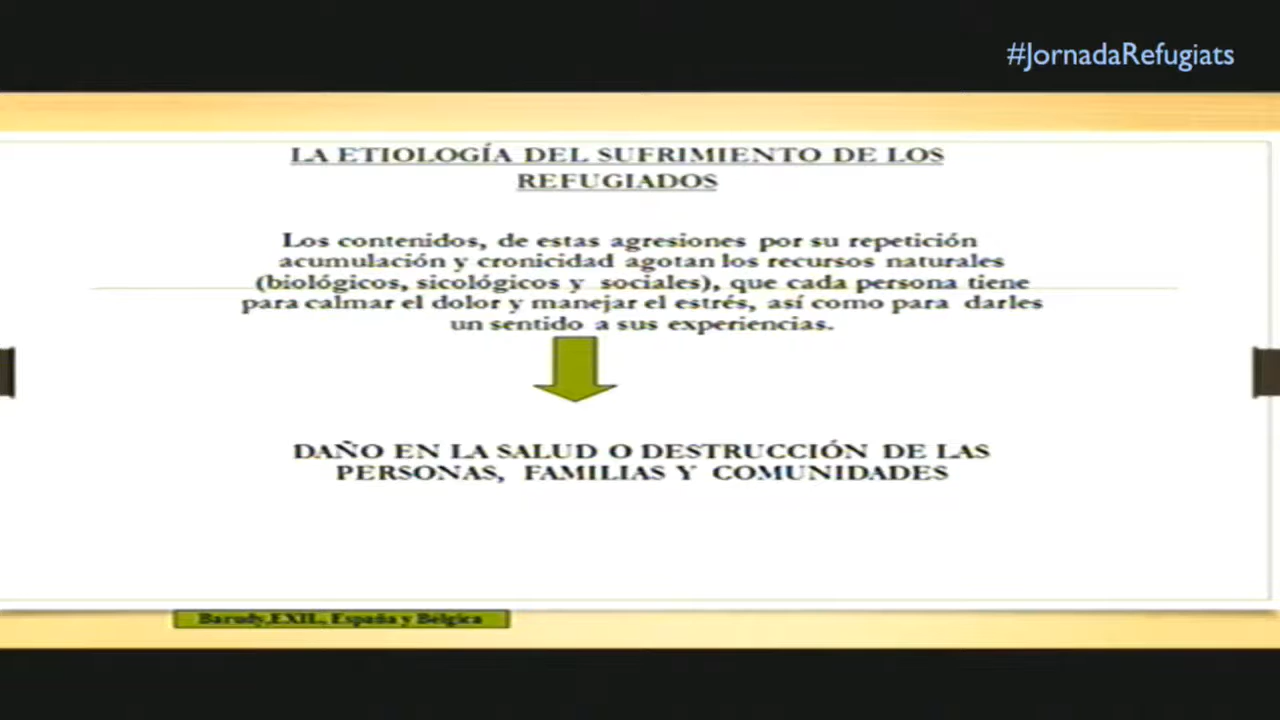 #JornadaRefugiats
LA ETIOLOGÍA DEL SUFRIMIENTO DE LOS
REFUGIADOS
Los contenidos, de estas agresiones por su repetición
acumulación y cronicidad agotan los recursos naturales
(biológicos, sicológicos y sociales), que cada persona tiene
para calmar el dolor y manejar el estrés, así como para darles
un sentido a sus experiencias.
DAÑO EN LA SALUD O DESTRUCCIÓN DE LAS
PERSONAS, FAMILIAS Y COMUNIDADES
Barudy,EXIL, España y Bélgica